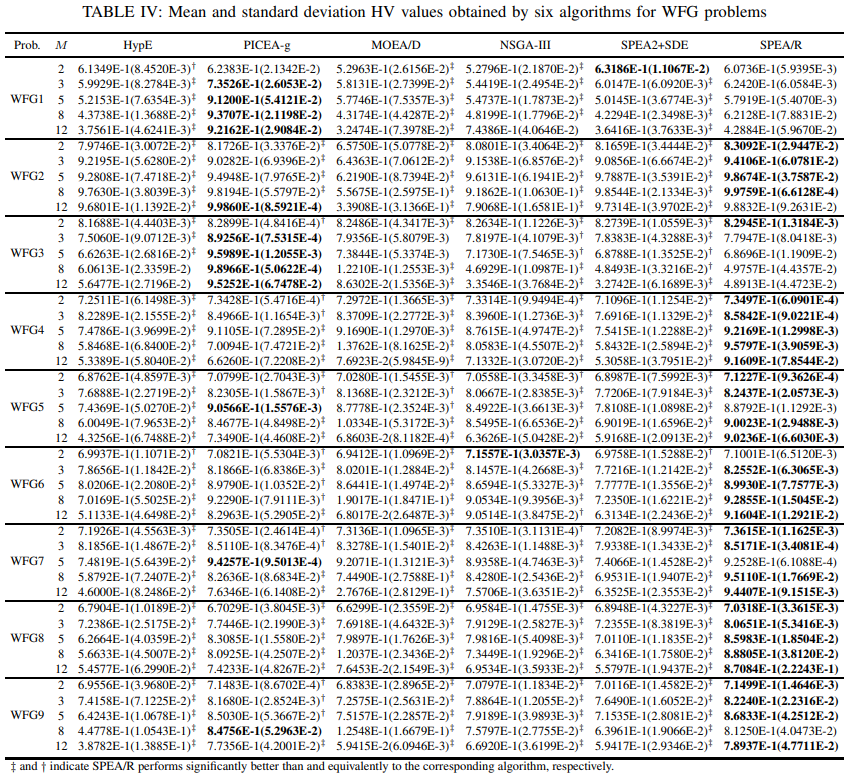 TABLE IV: Mean and standard deviation HV values obtained by six algorithms for WFG problems
Prob. M HypE PICEA-g MOEA/D NSGA-III SPEA2+SDE SPEA/R
WFG1
2 6.1349E-1(8.4520E-3)† 6.2383E-1(2.1342E-2) 5.2963E-1(2.6156E-2)‡ 5.2796E-1(2.1870E-2)‡ 6.3186E-1(1.1067E-2) 6.0736E-1(5.9395E-3)
3 5.9929E-1(8.2784E-3)‡ 7.3526E-1(2.6053E-2) 5.8131E-1(2.7399E-2)‡ 5.4419E-1(2.4954E-2)‡ 6.0147E-1(6.0920E-3)‡ 6.2420E-1(6.0584E-3)
5 5.2153E-1(7.6354E-3)‡ 9.1200E-1(5.4121E-2) 5.7746E-1(7.5357E-3)‡ 5.4737E-1(1.7873E-2)‡ 5.0145E-1(3.6774E-3)‡ 5.7919E-1(5.4070E-3)
8 4.3738E-1(1.3688E-2)‡ 9.3707E-1(2.1198E-2) 4.3174E-1(4.4287E-2)‡ 4.8199E-1(1.7796E-2)‡ 4.2294E-1(2.3498E-3)‡ 6.2128E-1(7.8831E-2)
12 3.7561E-1(4.6241E-3)‡ 9.2162E-1(2.9084E-2) 3.2474E-1(7.3978E-2)‡ 7.4386E-1(4.0646E-2) 3.6416E-1(3.7633E-3)‡ 4.2884E-1(5.9670E-2)
WFG2
2 7.9746E-1(3.0072E-2)‡ 8.1726E-1(3.3376E-2)‡ 6.5750E-1(5.0778E-2)‡ 8.0801E-1(3.4064E-2)‡ 8.1659E-1(3.4444E-2)‡ 8.3092E-1(2.9447E-2)
3 9.2195E-1(5.6280E-2)‡ 9.0282E-1(6.9396E-2)‡ 6.4363E-1(7.0612E-2)‡ 9.1538E-1(6.8576E-2)‡ 9.0856E-1(6.6674E-2)‡ 9.4106E-1(6.0781E-2)
5 9.2808E-1(7.4718E-2)‡ 9.4948E-1(7.9765E-2)‡ 6.2190E-1(8.7394E-2)‡ 9.6131E-1(6.1941E-2)‡ 9.7887E-1(3.5391E-2)‡ 9.8674E-1(3.7587E-2)
8 9.7630E-1(3.8039E-3)‡ 9.8194E-1(5.5797E-2)‡ 5.5675E-1(2.5975E-1)‡ 9.1862E-1(1.0630E-1)‡ 9.8544E-1(2.1334E-3)‡ 9.9759E-1(6.6128E-4)
12 9.6801E-1(1.1392E-2)‡ 9.9860E-1(8.5921E-4) 3.3908E-1(3.1366E-1)‡ 7.9068E-1(1.6581E-1)‡ 9.7314E-1(3.9702E-2)‡ 9.8832E-1(9.2631E-2)
WFG3
2 8.1688E-1(4.4403E-3)‡ 8.2899E-1(4.8416E-4)† 8.2486E-1(4.3417E-3)‡ 8.2634E-1(1.1226E-3)‡ 8.2739E-1(1.0559E-3)‡ 8.2945E-1(1.3184E-3)
3 7.5060E-1(9.0712E-3)‡ 8.9256E-1(7.5315E-4) 7.9356E-1(5.8079E-3) 7.8197E-1(4.1079E-3)† 7.8383E-1(4.3288E-3)‡ 7.7947E-1(8.0418E-3)
5 6.6263E-1(2.6816E-2)‡ 9.5989E-1(1.2055E-3) 7.3844E-1(5.3374E-3) 7.1730E-1(7.5465E-3)† 6.8788E-1(1.3525E-2)† 6.8696E-1(1.1909E-2)
8 6.0613E-1(2.3359E-2) 9.8966E-1(5.0622E-4) 1.2210E-1(1.2553E-3)‡ 4.6929E-1(1.0987E-1)‡ 4.8493E-1(3.3216E-2)† 4.9757E-1(4.4357E-2)
12 5.6477E-1(2.7196E-2) 9.5252E-1(6.7478E-2) 8.6302E-2(1.5356E-3)‡ 3.3546E-1(3.7684E-2)‡ 3.2742E-1(6.1689E-3)‡ 4.8913E-1(4.4723E-2)
WFG4
2 7.2511E-1(6.1498E-3)‡ 7.3428E-1(5.4716E-4)† 7.2972E-1(1.3665E-3)‡ 7.3314E-1(9.9494E-4)‡ 7.1096E-1(1.1254E-2)‡ 7.3497E-1(6.0901E-4)
3 8.2289E-1(2.1555E-2)‡ 8.4966E-1(1.1654E-3)† 8.3709E-1(2.2772E-3)‡ 8.3960E-1(1.2736E-3)‡ 7.6916E-1(1.1329E-2)‡ 8.5842E-1(9.0221E-4)
5 7.4786E-1(3.9699E-2)‡ 9.1105E-1(7.2895E-2)‡ 9.1690E-1(1.2970E-3)‡ 8.7615E-1(4.9747E-2)‡ 7.5415E-1(1.2288E-2)‡ 9.2169E-1(1.2998E-3)
8 5.8468E-1(6.8400E-2)‡ 7.0094E-1(7.4721E-2)‡ 1.3762E-1(8.1625E-2)‡ 8.0583E-1(4.5507E-2)‡ 5.8432E-1(2.5894E-2)‡ 9.5797E-1(3.9059E-3)
12 5.3389E-1(5.8040E-2)‡ 6.6260E-1(7.2208E-2)‡ 7.6923E-2(5.9845E-9)‡ 7.1332E-1(3.0720E-2)‡ 5.3058E-1(3.7951E-2)‡ 9.1609E-1(7.8544E-2)
WFG5
2 6.8762E-1(4.8597E-3)‡ 7.0799E-1(2.7043E-3)‡ 7.0280E-1(1.5455E-3)† 7.0558E-1(3.3458E-3)† 6.8987E-1(7.5992E-3)‡ 7.1227E-1(9.3626E-4)
3 7.6888E-1(2.2719E-2)‡ 8.2305E-1(1.5867E-3)† 8.1368E-1(2.3212E-3)‡ 8.0667E-1(2.8385E-3)‡ 7.7206E-1(7.9184E-3)‡ 8.2437E-1(2.0573E-3)
5 7.4369E-1(5.0270E-2)‡ 9.0566E-1(1.5576E-3) 8.7778E-1(2.3524E-3)† 8.4922E-1(3.6613E-3)‡ 7.8108E-1(1.0898E-2)‡ 8.8792E-1(1.1292E-3)
8 6.0049E-1(7.9653E-2)‡ 8.4677E-1(4.8498E-2)‡ 1.0334E-1(5.3172E-3)‡ 8.5495E-1(6.6536E-2)‡ 6.9019E-1(1.6596E-2)‡ 9.0023E-1(2.9488E-3)
12 4.3256E-1(6.7488E-2)‡ 7.3490E-1(4.4608E-2)‡ 6.8603E-2(8.1182E-4)‡ 6.3626E-1(5.0428E-2)‡ 5.9168E-1(2.0913E-2)‡ 9.0236E-1(6.6030E-3)
WFG6
2 6.9937E-1(1.1071E-2)† 7.0821E-1(5.5304E-3)† 6.9412E-1(1.0969E-2)‡ 7.1557E-1(3.0357E-3) 6.9758E-1(1.5288E-2)† 7.1001E-1(6.5120E-3)
3 7.8656E-1(1.1842E-2)‡ 8.1866E-1(6.8386E-3)‡ 8.0201E-1(1.2884E-2)‡ 8.1457E-1(4.2668E-3)‡ 7.7216E-1(1.2142E-2)‡ 8.2552E-1(6.3065E-3)
5 8.0206E-1(2.2080E-2)‡ 8.9790E-1(1.0352E-2)† 8.6441E-1(1.4974E-2)‡ 8.6594E-1(5.3327E-3)‡ 7.7777E-1(1.3556E-2)‡ 8.9930E-1(7.7577E-3)
8 7.0169E-1(5.5025E-2)‡ 9.2290E-1(7.9111E-3)† 1.9017E-1(1.8471E-1)‡ 9.0534E-1(9.3956E-3)‡ 7.2350E-1(1.6221E-2)‡ 9.2855E-1(1.5045E-2)
12 5.1133E-1(4.6498E-2)‡ 8.2963E-1(5.2905E-2)‡ 6.8017E-2(2.6487E-3)‡ 9.0514E-1(3.8475E-2)† 6.3134E-1(2.2436E-2)‡ 9.1604E-1(1.2921E-2)
WFG7
2 7.1926E-1(4.5563E-3)‡ 7.3505E-1(2.4614E-4)† 7.3136E-1(1.0965E-3)‡ 7.3510E-1(3.1131E-4)† 7.2082E-1(8.9974E-3)‡ 7.3615E-1(1.1625E-3)
3 8.1856E-1(1.4867E-2)‡ 8.5110E-1(8.3476E-4)† 8.3278E-1(1.5401E-2)‡ 8.4263E-1(1.1488E-3)‡ 7.9338E-1(1.3433E-2)‡ 8.5171E-1(3.4081E-4)
5 7.4819E-1(5.6439E-2)‡ 9.4257E-1(9.5013E-4) 9.2071E-1(1.3121E-3)‡ 8.9358E-1(4.7463E-3)‡ 7.4066E-1(1.4528E-2)‡ 9.2528E-1(6.1088E-4)
8 5.8792E-1(7.2407E-2)‡ 8.2636E-1(8.6834E-2)‡ 7.4490E-1(2.7588E-1)‡ 8.4280E-1(2.5436E-2)‡ 6.9531E-1(1.9407E-2)‡ 9.5110E-1(1.7669E-2)
12 4.6000E-1(8.2486E-2)‡ 7.6346E-1(6.1408E-2)‡ 2.7676E-1(2.8129E-1)‡ 7.5706E-1(3.6351E-2)‡ 6.3525E-1(2.3553E-2)‡ 9.4407E-1(9.1515E-3)
WFG8
2 6.7904E-1(1.0189E-2)‡ 6.7029E-1(3.8045E-3)‡ 6.6299E-1(2.3559E-2)‡ 6.9584E-1(1.4755E-3)‡ 6.8948E-1(4.3227E-3)‡ 7.0318E-1(3.3615E-3)
3 7.2386E-1(2.5175E-2)‡ 7.7446E-1(2.1990E-3)‡ 7.6918E-1(4.6432E-3)‡ 7.9129E-1(2.5827E-3)‡ 7.2355E-1(8.3819E-3)‡ 8.0651E-1(5.3416E-3)
5 6.2664E-1(4.0359E-2)‡ 8.3085E-1(1.5580E-2)‡ 7.9897E-1(1.7626E-3)‡ 7.9816E-1(5.4098E-3)‡ 7.0110E-1(1.1835E-2)‡ 8.5983E-1(1.8504E-2)
8 5.6633E-1(4.5007E-2)‡ 8.0925E-1(4.2507E-2)‡ 1.2037E-1(2.3436E-2)‡ 7.3449E-1(1.9296E-2)‡ 6.3416E-1(1.7580E-2)‡ 8.8805E-1(3.8120E-2)
12 5.4577E-1(6.2990E-2)‡ 7.4233E-1(4.8267E-2)‡ 7.6453E-2(2.1549E-3)‡ 6.9534E-1(3.5933E-2)‡ 5.5797E-1(1.9437E-2)‡ 8.7084E-1(2.2243E-1)
WFG9
2 6.9556E-1(3.9680E-2)‡ 7.1483E-1(8.6702E-4)† 6.8383E-1(2.8965E-2)‡ 7.0797E-1(1.1834E-2)‡ 7.0116E-1(1.4582E-2)‡ 7.1499E-1(1.4646E-3)
3 7.4158E-1(7.1225E-2)‡ 8.1680E-1(2.8524E-3)† 7.2575E-1(2.5631E-2)‡ 7.8864E-1(1.2055E-2)‡ 7.6490E-1(1.6052E-2)‡ 8.2240E-1(2.2316E-2)
5 6.4243E-1(1.0678E-1)‡ 8.5030E-1(5.3667E-2)† 7.5157E-1(2.2857E-2)‡ 7.9189E-1(3.9893E-3)‡ 7.1535E-1(2.8081E-2)‡ 8.6833E-1(4.2512E-2)
8 4.4778E-1(1.0543E-1)‡ 8.4756E-1(5.2963E-2) 1.2548E-1(1.6679E-1)‡ 7.5797E-1(2.7755E-2)‡ 6.3961E-1(1.9066E-2)‡ 8.1250E-1(4.0473E-2)
12 3.8782E-1(1.3885E-1)‡ 7.7356E-1(4.2001E-2)‡ 5.9415E-2(6.0946E-3)‡ 6.6920E-1(3.6199E-2)‡ 5.9417E-1(2.9346E-2)‡ 7.8937E-1(4.7711E-2)
‡ and † indicate SPEA/R performs significantly better than and equivalently to the corresponding algorithm, respectively.